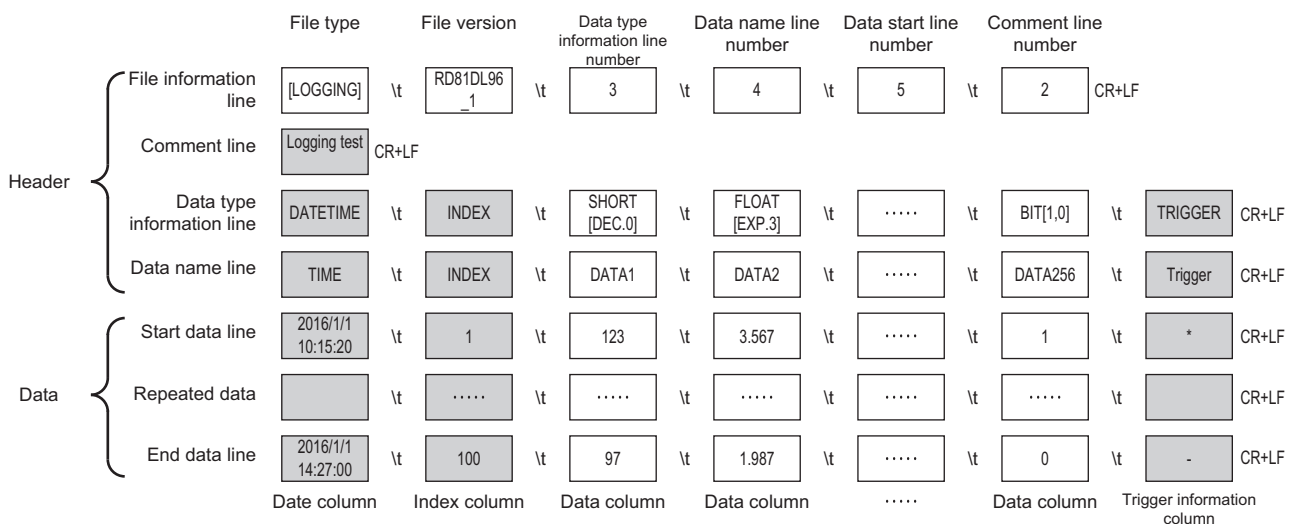 File type File version Data type information line number Data name line number Data start line number Comment line number
File information line [LOGGING] \t RD81DL96_1 \t 3 \t 4 \t 5 \t 2 CR+LF
Comment line Logging test CR+LF
Header
Data type information line DATETIME \t INDEX \t SHORT [DEC.0] \t FLOAT [EXP.3] \t ..... \t BIT[1,0] \t TRIGGER CR+LF
Data name line TIME \t INDEX \t DATA1 \t DATA2 \t ..... \t DATA256 \t Trigger CR+LF
Start data line 2016/1/1 10:15:20 \t 1 \t 123 \t 3.567 \t ..... \t 1 \t * CR+LF
Data
Repeated data \t ..... \t ..... \t ..... \t ..... \t ..... \t CR+LF
End data line 2016/1/1 14:27:00 \t 100 \t 97 \t 1.987 \t ..... \t 0 \t - CR+LF
Date column Index column Data column Data column ..... Data column Trigger information column